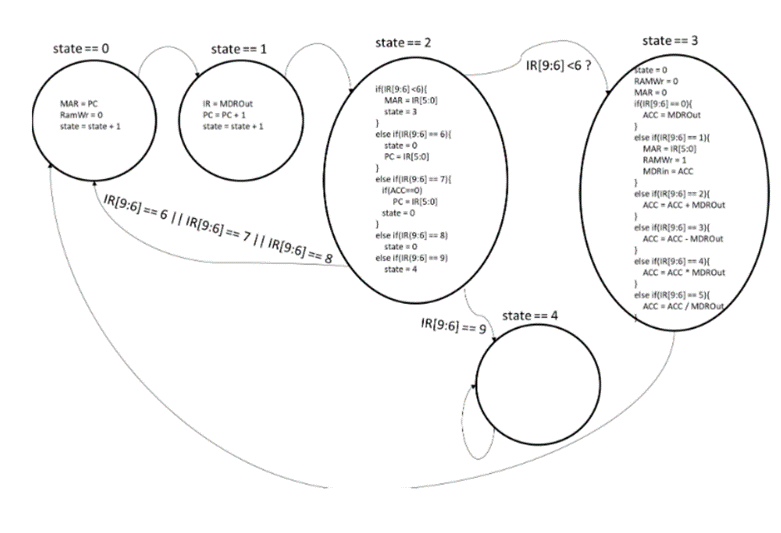 state == 0
MAR = PC
RamWr = 0
state = state + 1
state == 1
IR = MDROut
PC = PC + 1
state = state + 1
state == 2
if(IR[9:6] <6){
MAR = IR[5:0]
state = 3
}
else if(IR[9:6] == 6){
state = 0
PC = IR[5:0]
}
else if(IR[9:6] == 7){
if(ACC==0)
PC = IR[5:0]
state = 0
}
else if(IR[9:6] == 8)
state = 0
else if(IR[9:6] == 9)
state = 4
IR[9:6] <6 ?
state == 3
state = 0
RAMWr = 0
MAR = 0
if(IR[9:6] == 0){
ACC = MDROut
}
else if(IR[9:6] == 1){
MAR = IR[5:0]
RAMWr = 1
MDRin = ACC
}
else if(IR[9:6] == 2){
ACC = ACC + MDROut
}
else if(IR[9:6] == 3){
ACC = ACC - MDROut
}
else if(IR[9:6] == 4){
ACC = ACC * MDROut
}
else if(IR[9:6] == 5){
ACC = ACC / MDROut
}
IR[9:6] == 6 || IR[9:6] == 7 || IR[9:6] == 8
IR[9:6] == 9
state == 4